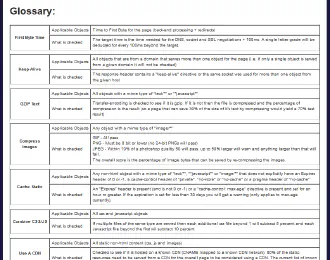 Glossary:
First Byte Time
Applicable Objects
Time to First Byte for the page (back-end processing + redirects)
What is checked
The target time is the time needed for the DNS, socket and SSL negotiations + 100ms. A single letter grade will be
deducted for every 100ms beyond the target.
Keep-Alive
Applicable Objects
All objects that are from a domain that serves more than one object for the page (i.e. if only a single object is served
from a given domain it will not be checked)
What is checked
The response header contains a "keep-alive" directive or the same socket was used for more than one object from
the given host
GZIP Text
Applicable Objects
All objects with a mime type of "text/*" or "*javascript*"
What is checked
Transfer-encoding is checked to see if it is gzip. If it is not then the file is compressed and the percentage of
compression is the result (so a page that can save 30% of the size of its text by compressing would yield a 70% test
result)
Compress
Images
Applicable Objects
Any object with a mime type of "image/*"
What is checked
GIF - All pass
PNG - Must be 8 bit or lower (no 24-bit PNGs will pass)
JPEG - Within 10% of a photoshop quality 50 will pass, up to 50% larger will warn and anything larger than that will
fail.
The overall score is the percentage of image bytes that can be saved by re-compressing the images.
Cache Static
Applicable Objects
Any non-html object with a mime type of "text/*", "*javascript*" or "image/*" that does not explicitly have an Expires
header of 0 or -1, a cache-control header of "private", "no-store" or "no-cache" or a pragma header of "no-cache"
What is checked
An "Expires" header is present (and is not 0 or -1) or a "cache-control: max-age" directive is present and set for an
hour or greater. If the expiration is set for less than 30 days you will get a warning (only applies to max-age
currently).
Combine CSS/JS
Applicable Objects
All css and javascript objects
What is checked
If multiple files of the same type are served then each additional css file beyond 1 will subtract 5 percent and each
javascript file beyond the first will subtract 10 percent
Use A CDN
Applicable Objects
All static non-html content (css, js and images)
What is checked
Checked to see if it is hosted on a known CDN (CNAME mapped to a known CDN network). 80% of the static
resources need to be served from a CDN for the overall page to be considered using a CDN. The current list of known